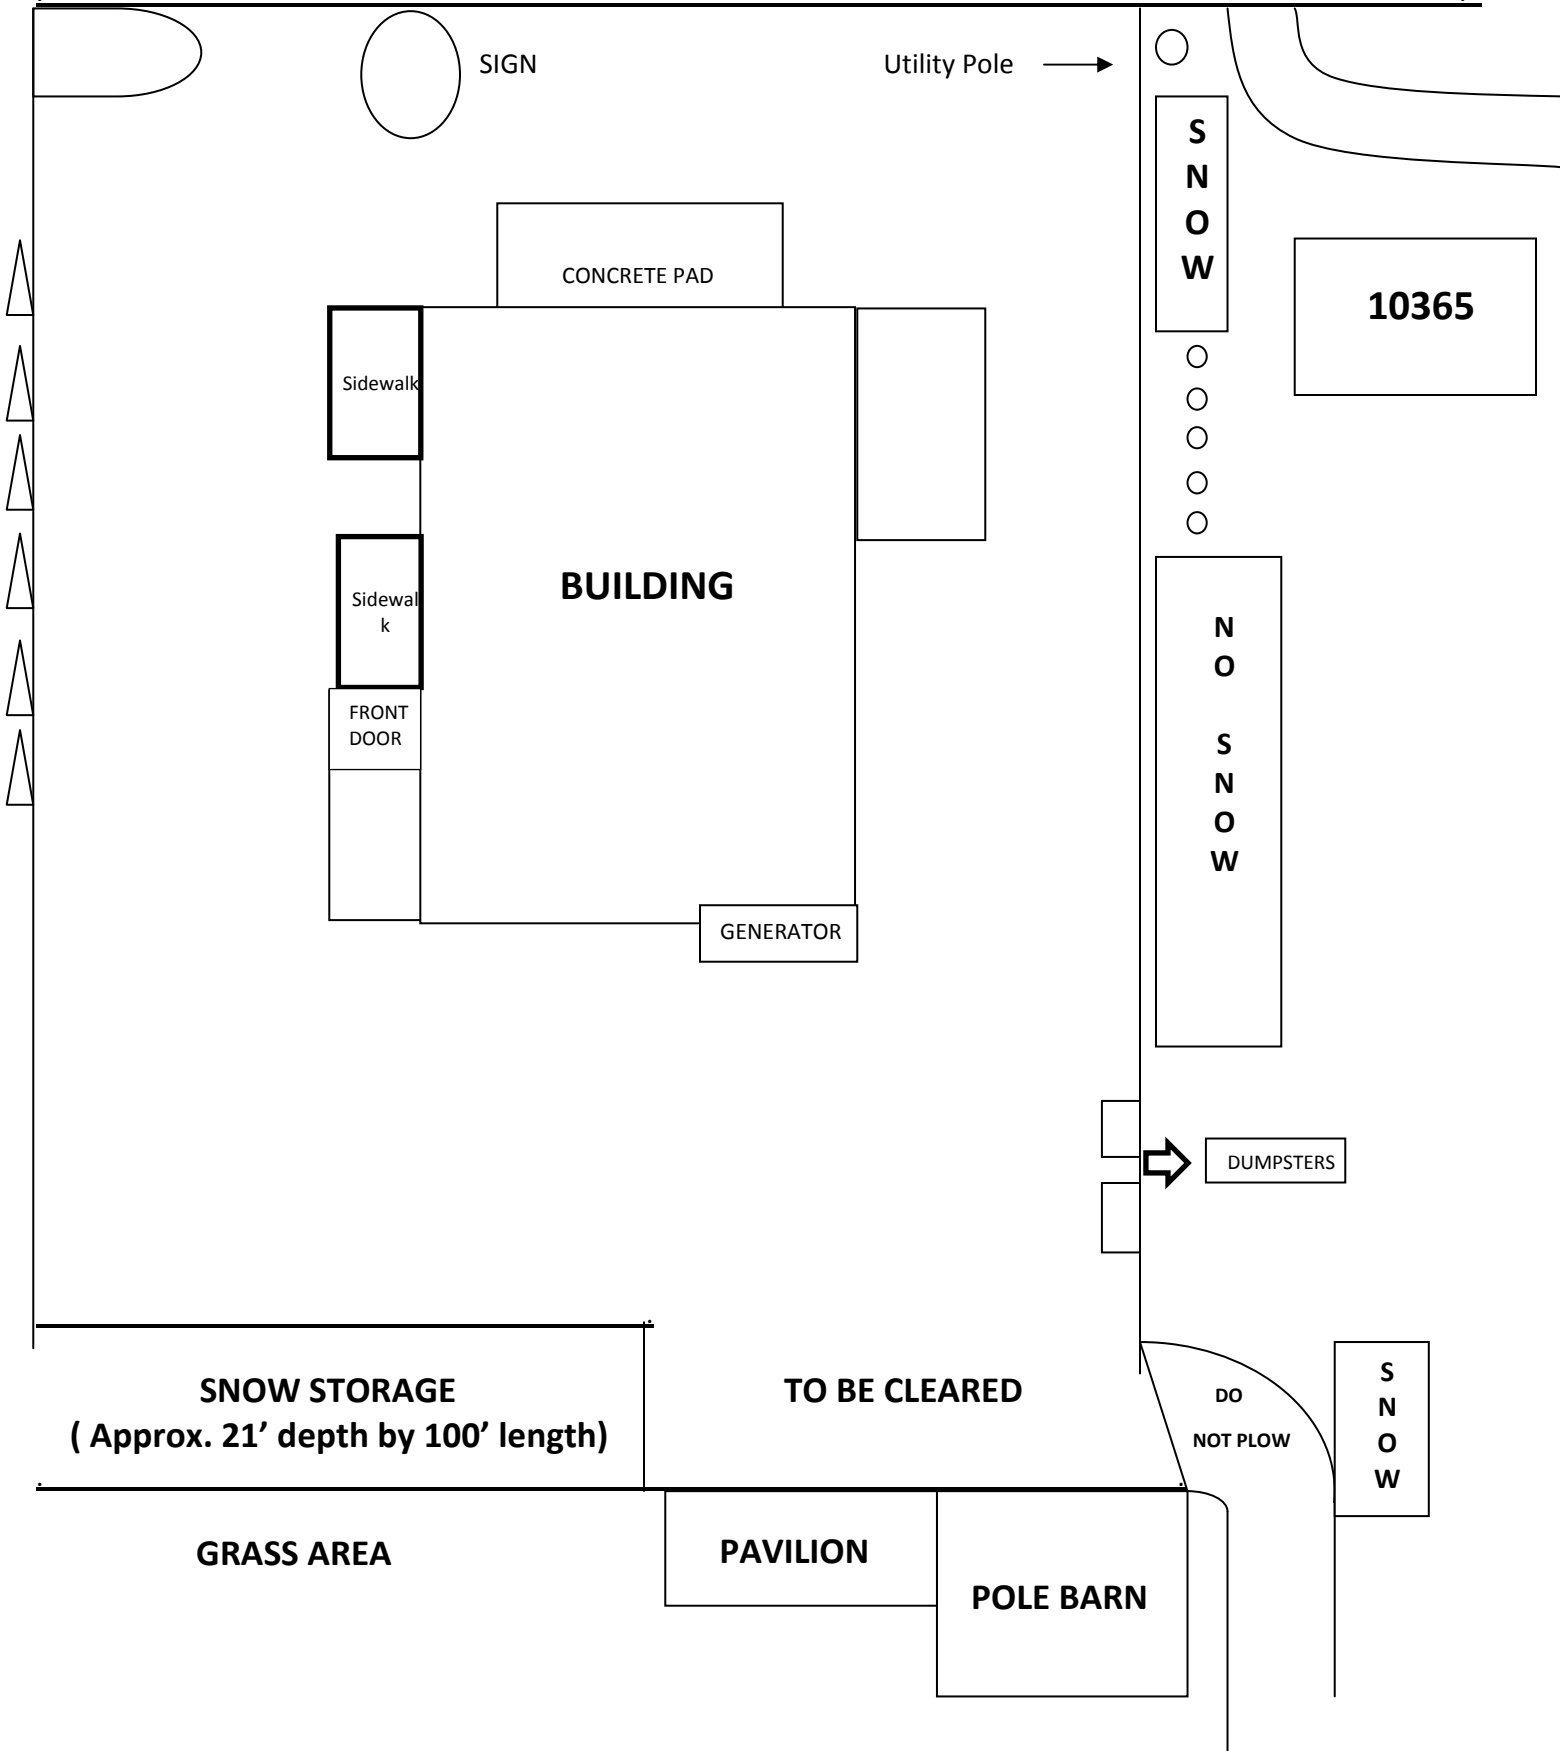 SIGN
Utility Pole
S
N
O
W
CONCRETE PAD
10365
Sidewalk
BUILDING
Sidewal
k
N
O
S
N
O
W
FRONT
DOOR
GENERATOR
DUMPSTERS
SNOW STORAGE
( Approx. 21’ depth by 100’ length)
TO BE CLEARED
DO
NOT PLOW
S
N
O
W
GRASS AREA
PAVILION
POLE BARN